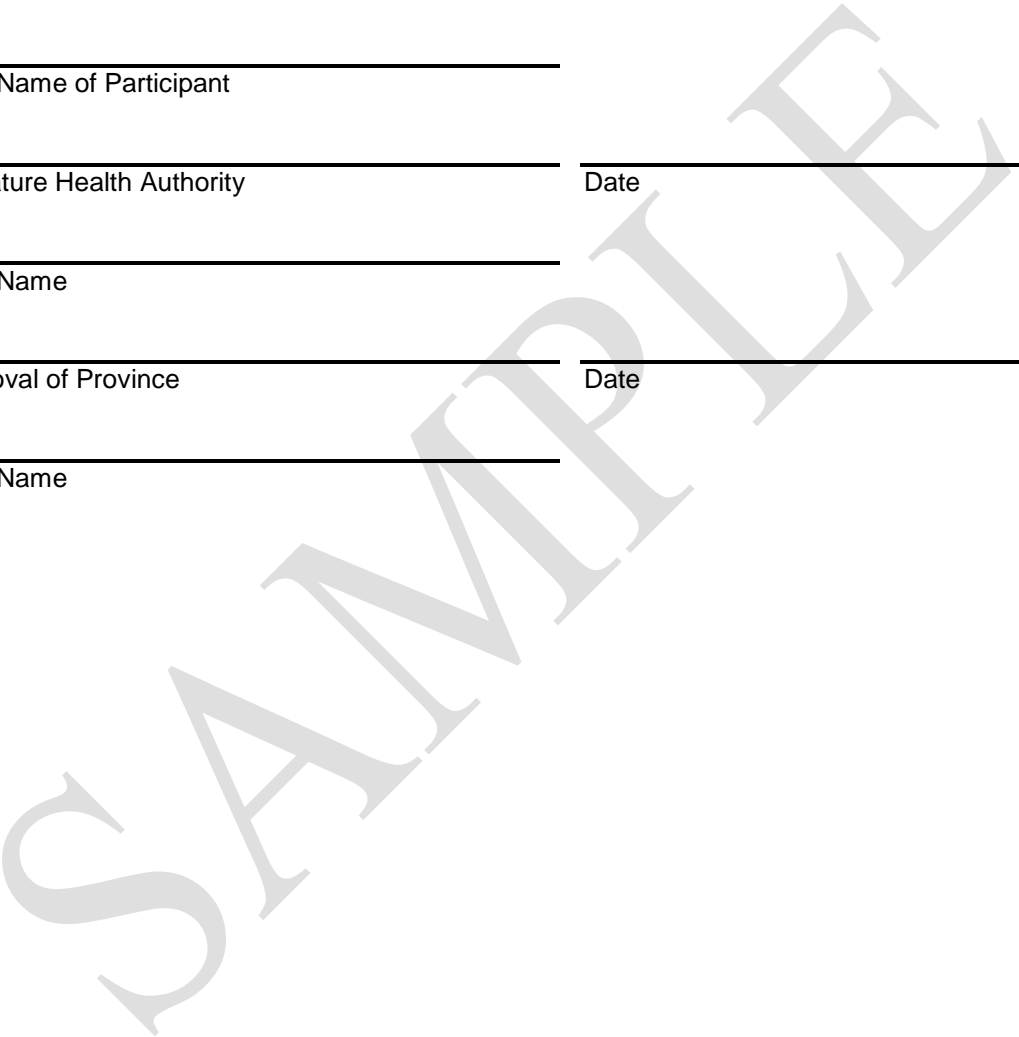 Name of Participant
ture Health Authority Date
Name
oval of Province Date
Name
SAMPLE